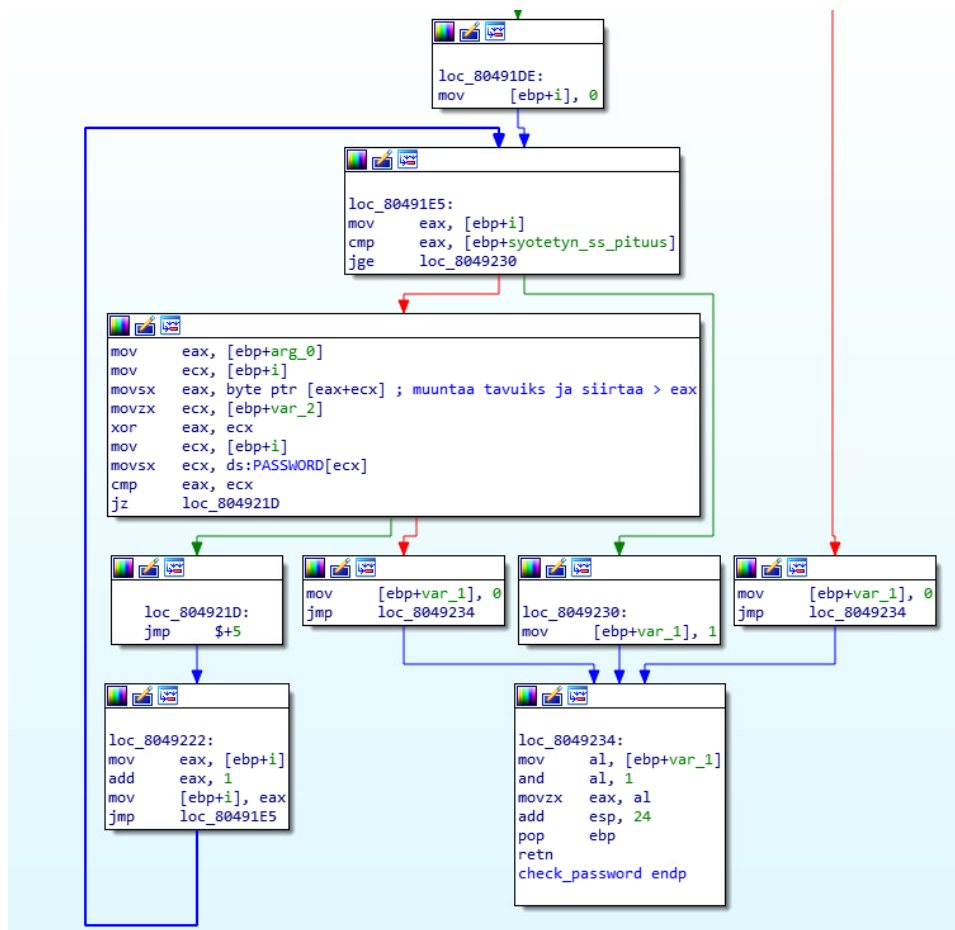 loc_80491DE:
mov [ebp+i], 0
loc_80491E5:
mov eax, [ebp+i]
cmp eax, [ebp+syotetyn_ss_pituus]
jge loc_8049230
mov eax, [ebp+arg_0]
mov ecx, [ebp+i]
movsx eax, byte ptr [eax+ecx] ; muuntaa tavuiks ja siirtaa > eax
movzx ecx, [ebp+var_2]
xor eax, ecx
mov ecx, [ebp+i]
movsx ecx, ds:PASSWORD[ecx]
cmp eax, ecx
jz loc_804921D
loc_804921D:
jmp $+5
mov [ebp+var_1], 0
jmp loc_8049234
loc_8049230:
mov [ebp+var_1], 1
mov [ebp+var_1], 0
jmp loc_8049234
loc_8049222:
mov eax, [ebp+i]
add eax, 1
mov [ebp+i], eax
jmp loc_80491E5
loc_8049234:
mov al, [ebp+var_1]
and al, 1
movzx eax, al
add esp, 24
pop ebp
retn
check_password endp